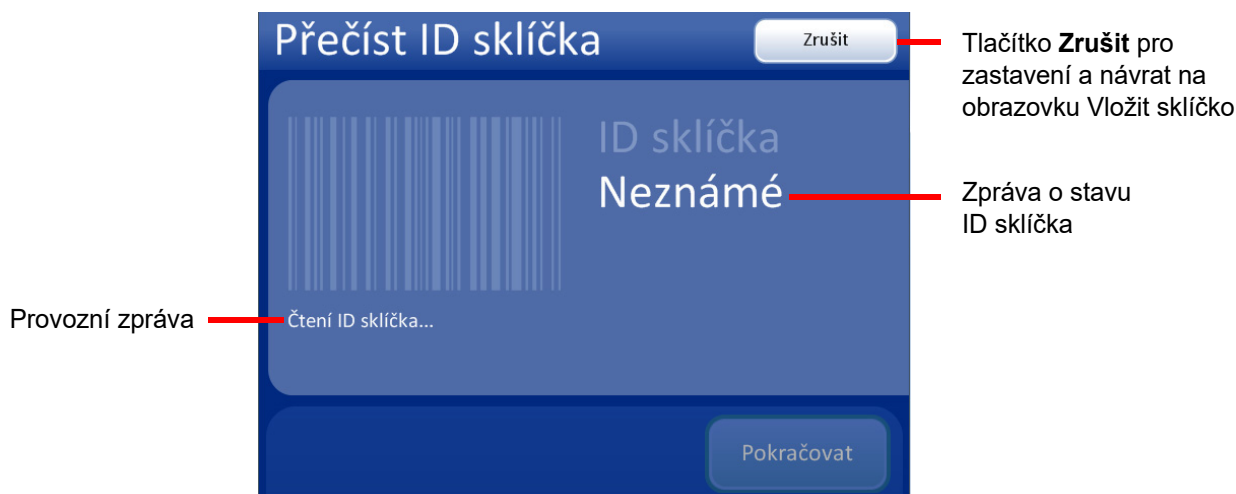 Přečíst ID sklíčka
Zrušit
Tlačítko Zrušit pro
zastavení a návrat na
obrazovku Vložit sklíčko
ID sklíčka
Neznámé
Zpráva o stavu
ID sklíčka
Provozní zpráva
Čtení ID sklíčka...
Pokračovat